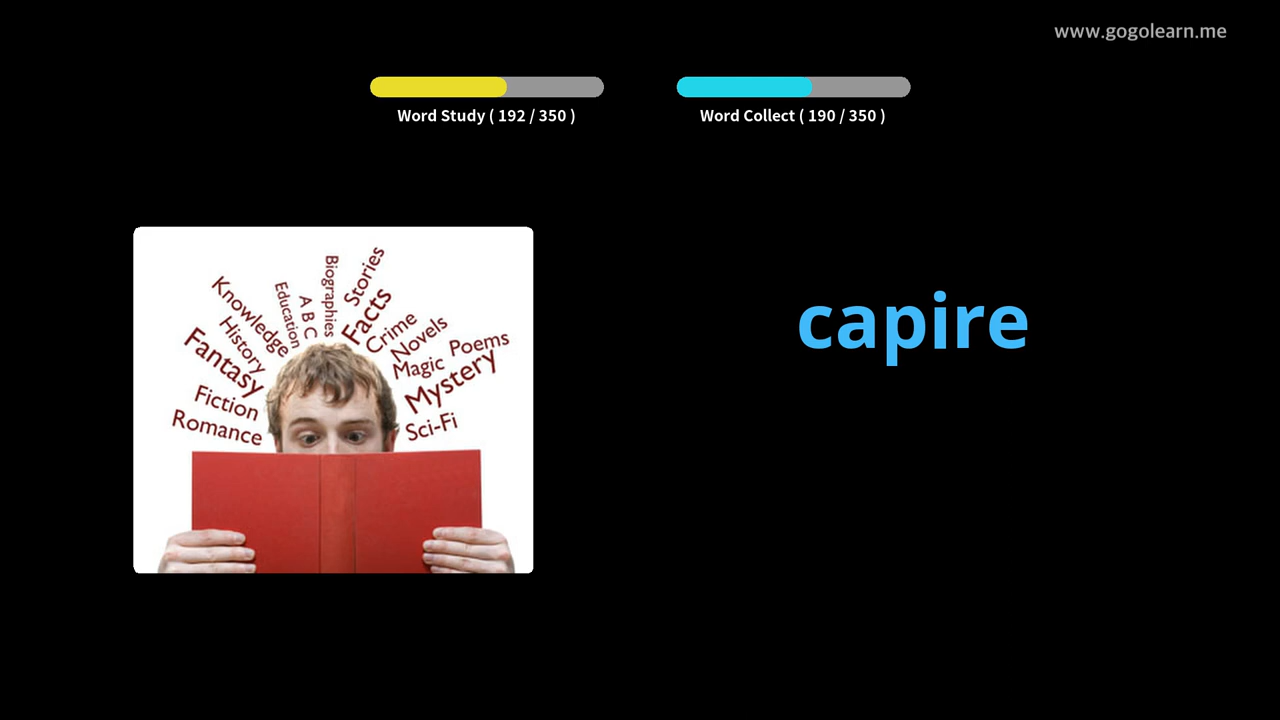 www.gogolearn.me
Word Study ( 192 / 350 )
Word Collect ( 190 / 350 )
capire
Biographies
Stories
Education
A B C
Facts
Knowledge
Crime
History
Novels
Poems
Fantasy
Magic
Mystery
Fiction
Sci-Fi
Romance